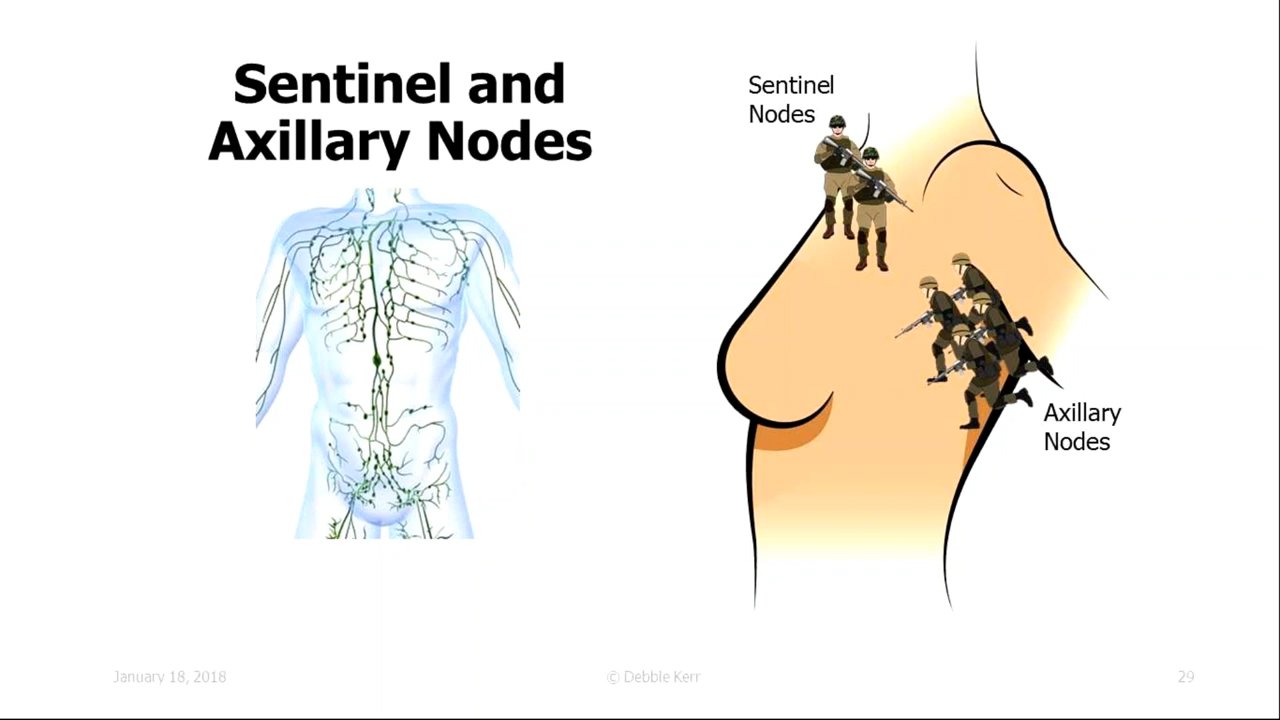 Sentinel and
Axillary Nodes
Sentinel
Nodes
Axillary
Nodes
January 18, 2018
© Debbie Kerr
29